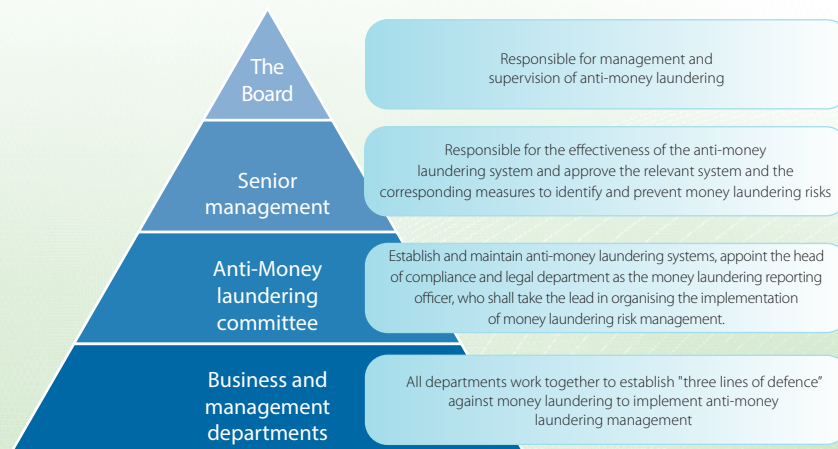 The
Board
Responsible for management and
supervision of anti-money laundering
Senior
management
Responsible for the effectiveness of the anti-money
laundering system and approve the relevant system and the
corresponding measures to identify and prevent money laundering risks
Anti-Money
laundering
committee
Establish and maintain anti-money laundering systems, appoint the head
of compliance and legal department as the money laundering reporting
officer, who shall take the lead in organising the implementation
of money laundering risk management.
Business and
management
departments
All departments work together to establish "three lines of defence"
against money laundering to implement anti-money
laundering management